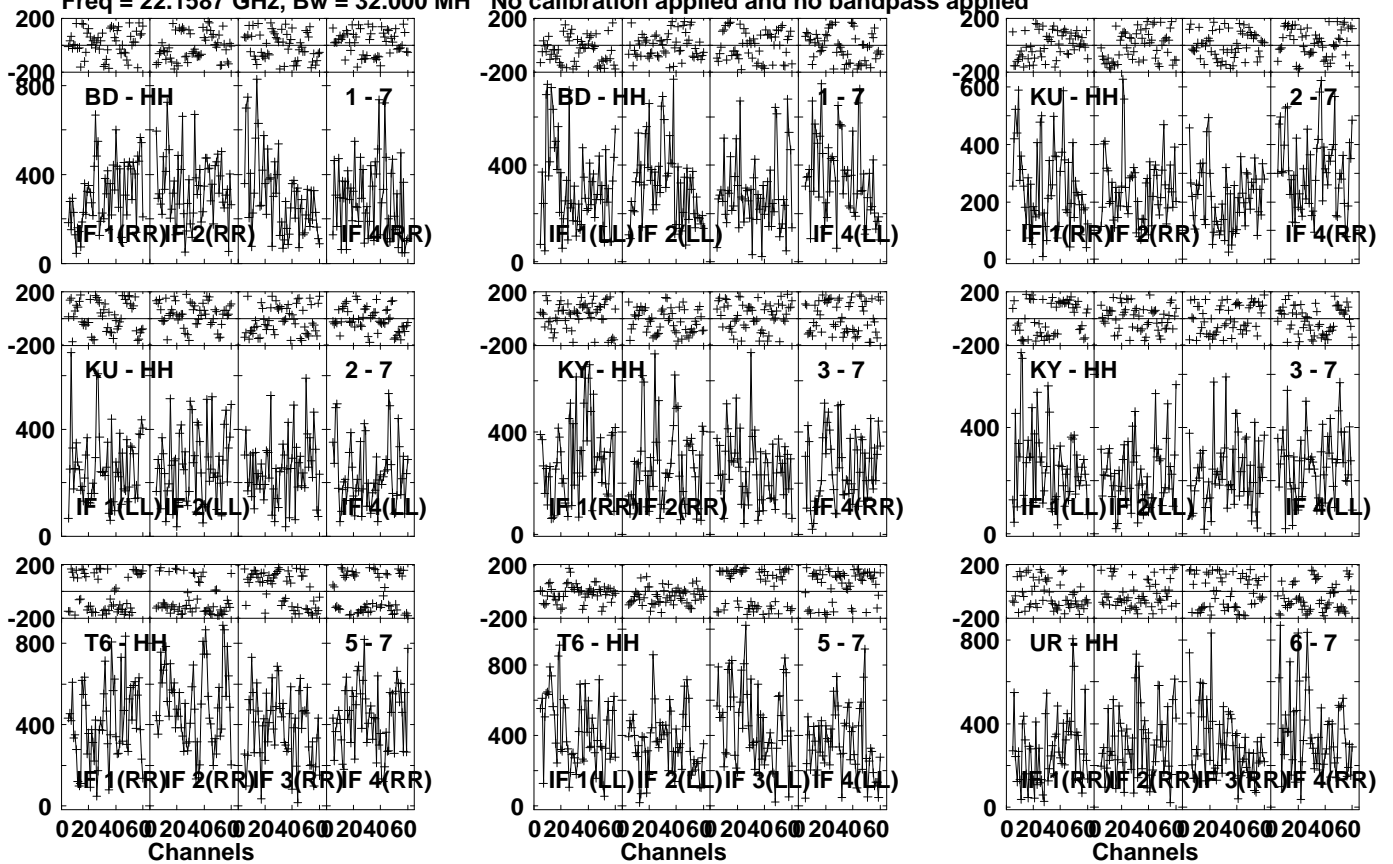 Freq = 22.1587 GHz, Bw = 32.000 MH No calibration applied and no bandpass applied
200 200 200
-200 -200 -200
800 600
BD - HH 1 - 7 BD - HH 1 - 7 KU - HH 2 - 7
400 400 400
200
IF 1(RR) IF 2(RR) IF 4(RR) IF 1(LL) IF 2(LL) IF 4(LL) IF 1(RR) IF 2(RR) IF 4(RR)
0 0 0
200 200 200
-200 -200 -200
KU - HH 2 - 7 KY - HH 3 - 7 KY - HH 3 - 7
400 400 400
IF 1(LL) IF 2(LL) IF 4(LL) IF 1(RR) IF 2(RR) IF 4(RR) IF 1(LL) IF 2(LL) IF 4(LL)
0 0 0
200 200 200
-200 -200 -200
800 T6 - HH 5 - 7 T6 - HH 5 - 7 800 UR - HH 6 - 7
800
400 400 400
IF 1(RR) IF 2(RR) IF 3(RR) IF 4(RR) IF 1(LL) IF 2(LL) IF 3(LL) IF 4(LL) IF 1(RR) IF 2(RR) IF 3(RR) IF 4(RR)
0 0 0
0 20 40 60 0 20 40 60 0 20 40 60 0 20 40 60 0 20 40 60 0 20 40 60 0 20 40 60 0 20 40 60 0 20 40 60 0 20 40 60 0 20 40 60 0 20 40 60
Channels Channels Channels